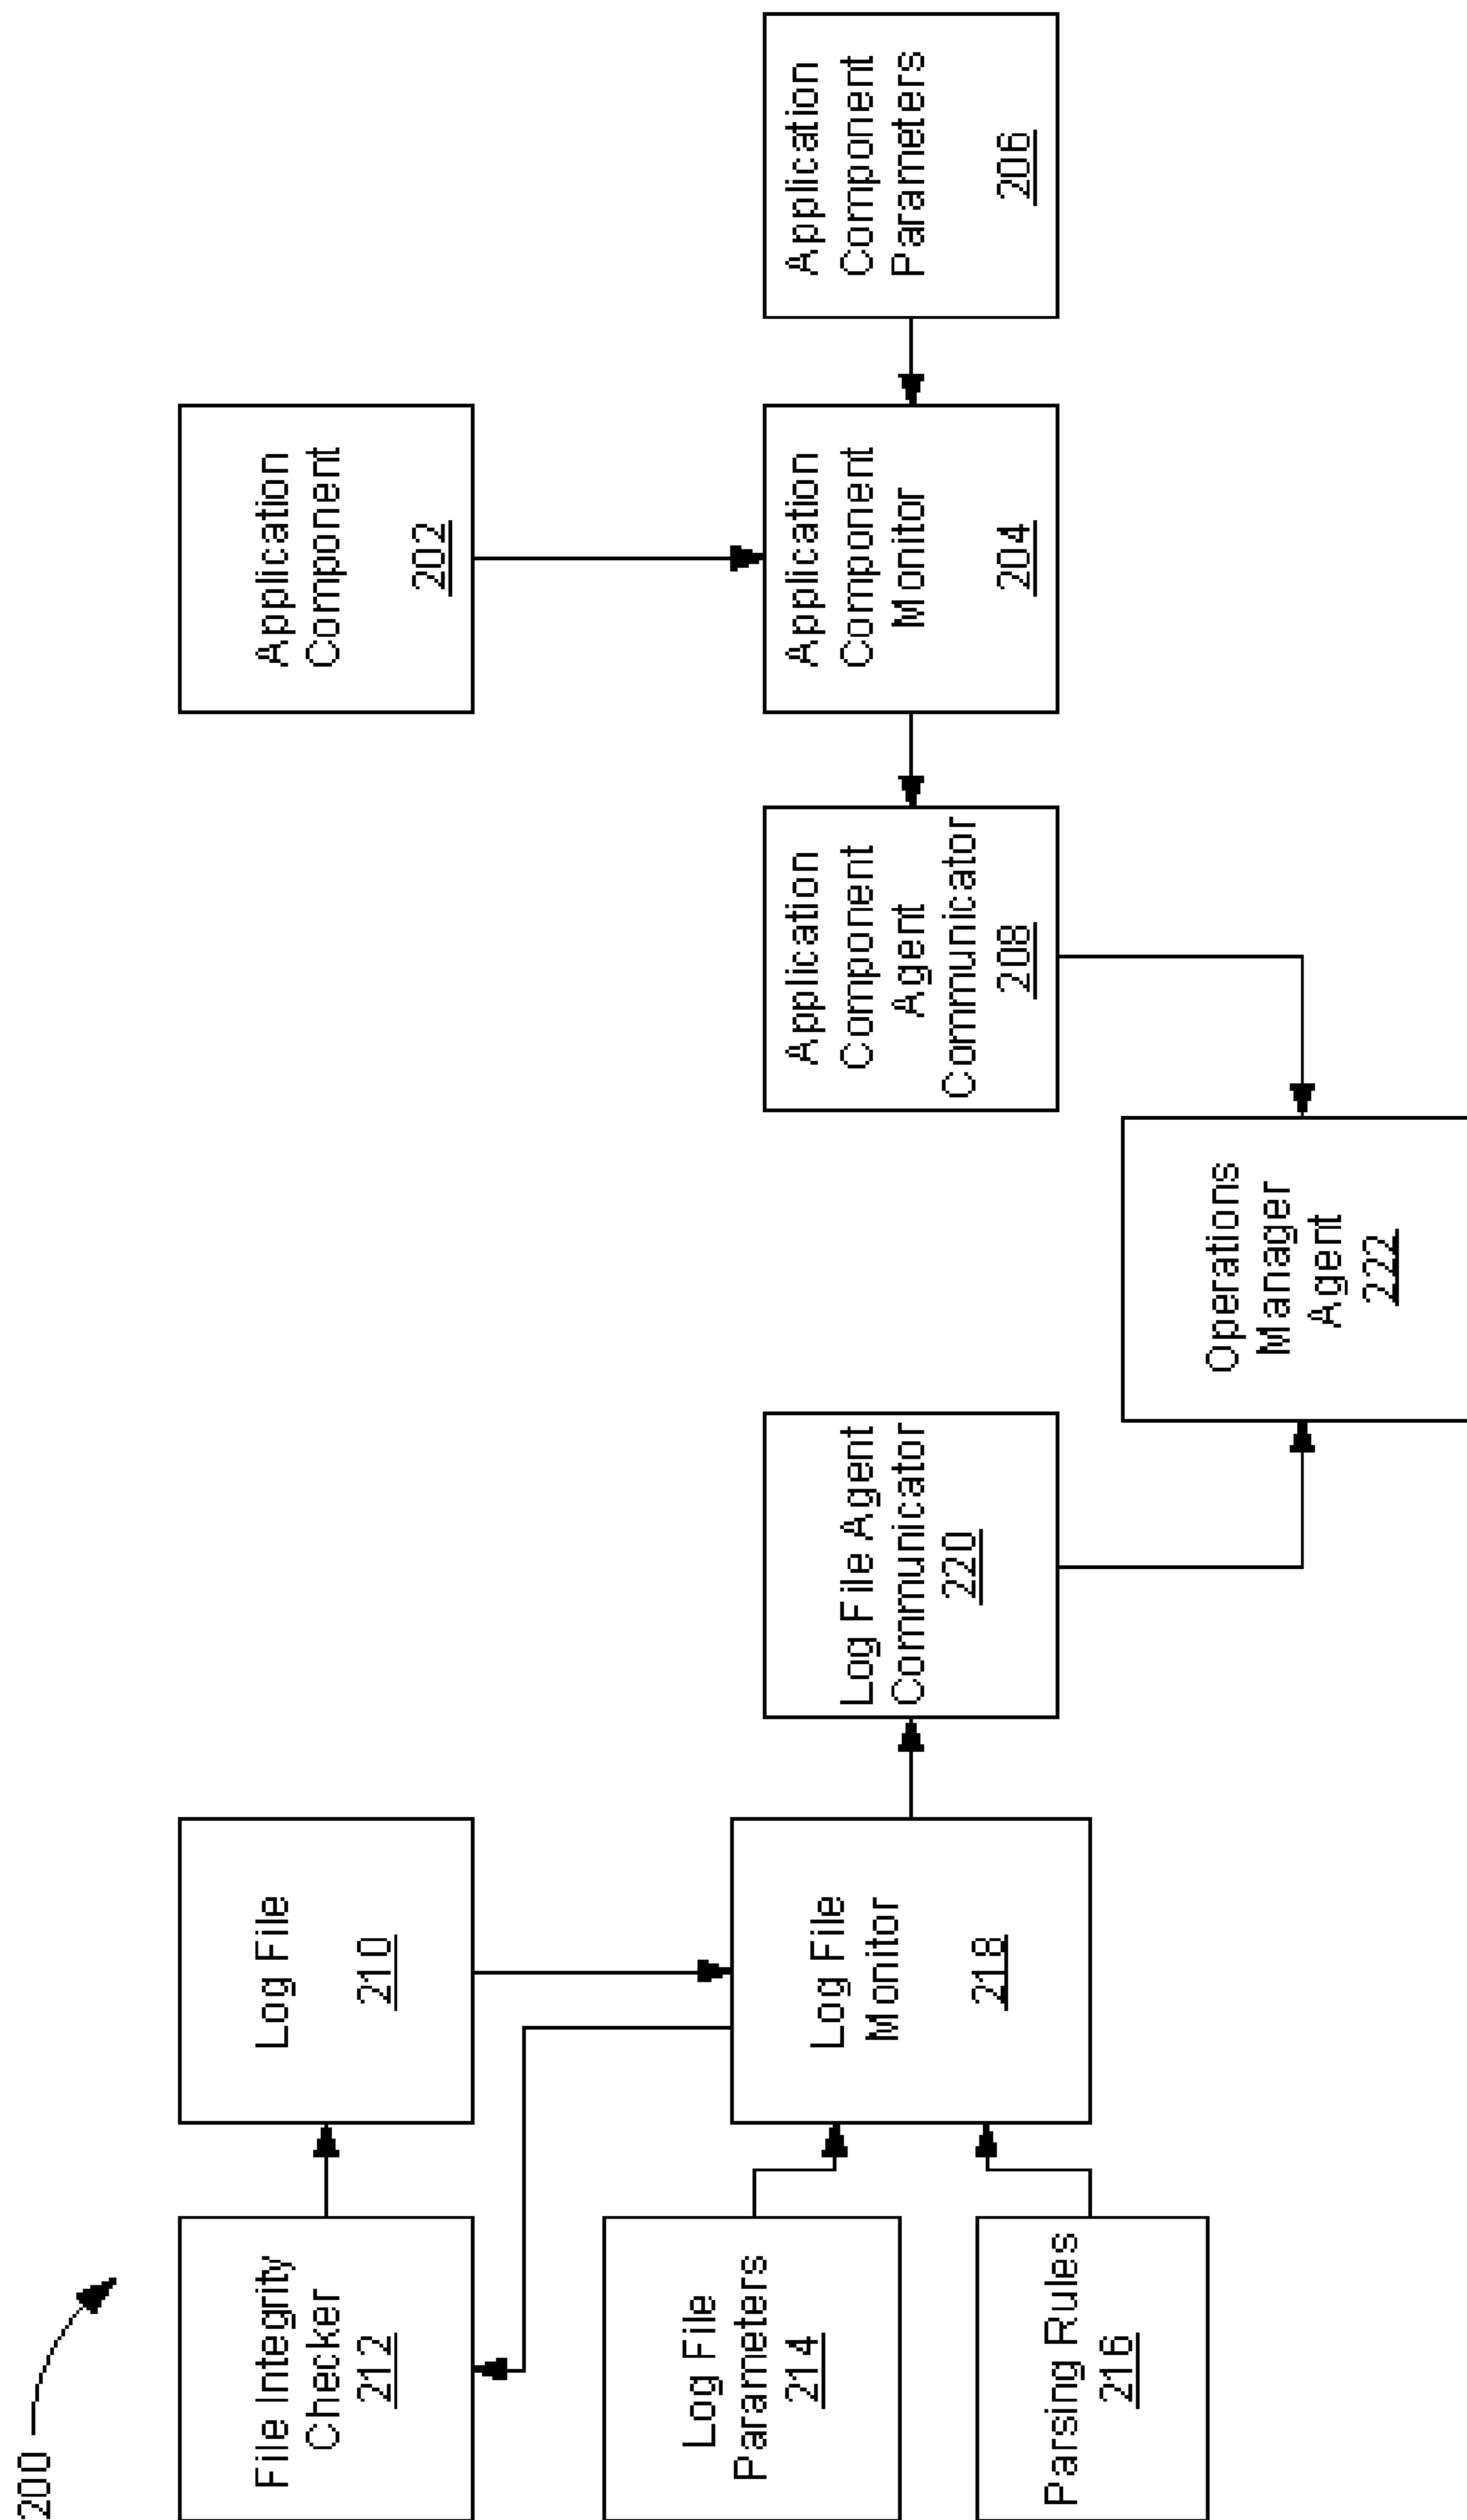 200
File Integrity
Checker
212
Log File
210
Application
Component
202
Log File
Parameters
214
Log File
Monitor
218
Log File Agent
Communicator
220
Application
Component
Agent
Communicator
208
Application
Component
Monitor
204
Application
Component
Parameters
206
Parsing Rules
216
Operations
Manager
Agent
222